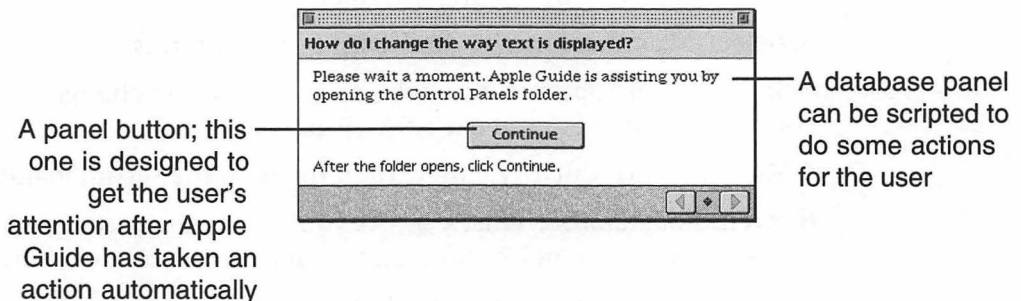 How do I change the way text is displayed?
Please wait a moment. Apple Guide is assisting you by
opening the Control Panels folder.
Continue
After the folder opens, click Continue.
A panel button; this
one is designed to
get the user's
attention after Apple
Guide has taken an
action automatically
A database panel
can be scripted to
do some actions
for the user